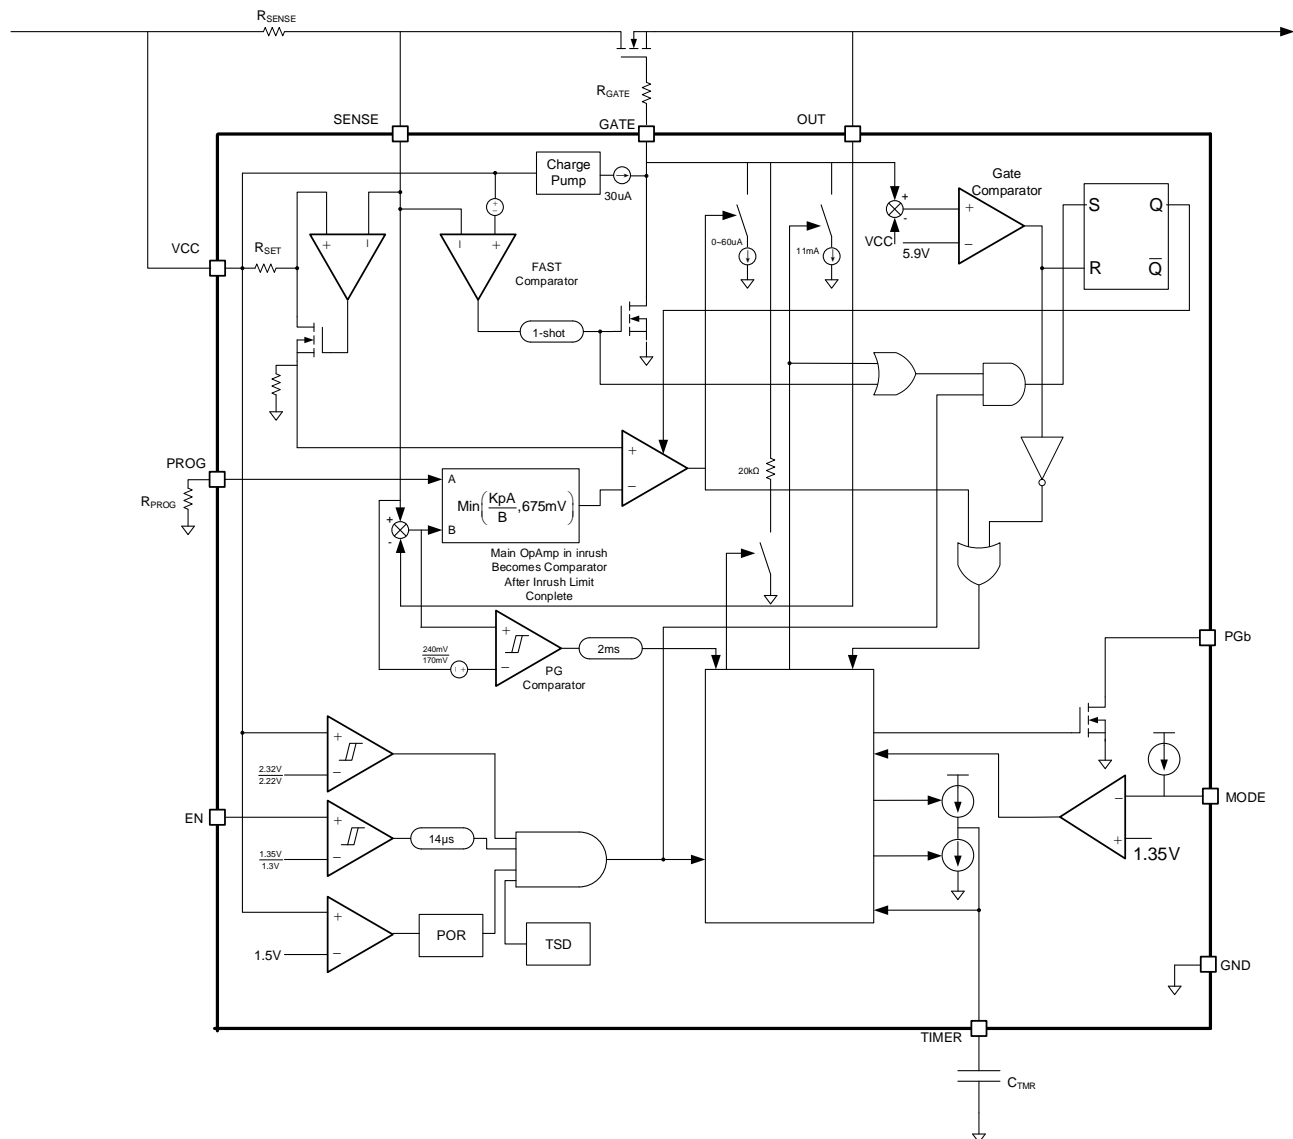 RSENSE
RGATE
SENSE
GATE
OUT
Charge
Pump
30uA
Gate
Comparator
+
-
VCC
5.9V
+
−
S
Q
R
Q
VCC
RSET
+
−
−
+
+
−
FAST
Comparator
0~60uA
11mA
1-shot
PROG
RPROG
20kΩ
+
−
A
B
Min(KpA/B,675mV)
+
-
Main OpAmp in inrush
Becomes Comparator
After Inrush Limit
Conplete
240mV
170mV
+
−
2ms
PG
Comparator
PGb
+
−
2.32V
2.22V
EN
+
−
1.35V
1.3V
14µs
MODE
−
+
1.35V
+
−
1.5V
POR
TSD
GND
TIMER
CTMR